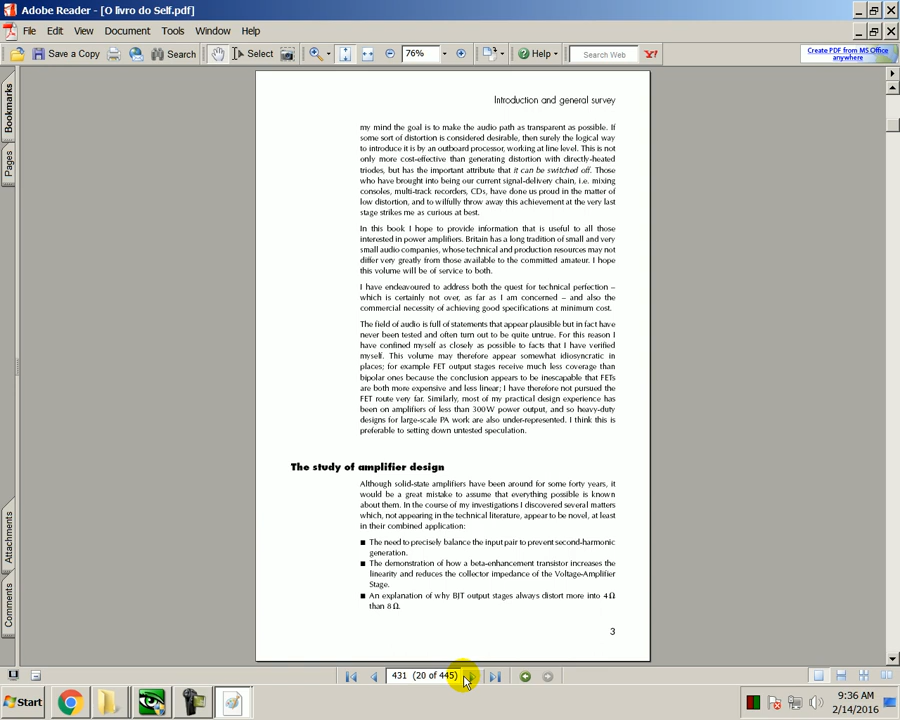 Adobe Reader - [O livro do Self.pdf]
File Edit View Document Tools Window Help
Save a Copy Search Select 76% Help Search Web Y! Create PDF from MS Office anywhere
Bookmarks
Pages
Attachments
Comments
Introduction and general survey
my mind the goal is to make the audio path as transparent as possible. If
some sort of distortion is considered desirable, then surely the logical way
to introduce it is by an outboard processor, working at line level. This is not
only more cost-effective than generating distortion with directly-heated
triodes, but has the important attribute that it can be switched off. Those
who have brought into being our current signal-delivery chain, i.e. mixing
consoles, multi-track recorders, CDs, have done us proud in the matter of
low distortion, and to wilfully throw away this achievement at the very last
stage strikes me as curious at best.
In this book I hope to provide information that is useful to all those
interested in power amplifiers. Britain has a long tradition of small and very
small audio companies, whose technical and production resources may not
differ very greatly from those available to the committed amateur. I hope
this volume will be of service to both.
I have endeavoured to address both the quest for technical perfection –
which is certainly not over, as far as I am concerned – and also the
commercial necessity of achieving good specifications at minimum cost.
The field of audio is full of statements that appear plausible but in fact have
never been tested and often turn out to be quite untrue. For this reason I
have confined myself as closely as possible to facts that I have verified
myself. This volume may therefore appear somewhat idiosyncratic in
places; for example FET output stages receive much less coverage than
bipolar ones because the conclusion appears to be inescapable that FETs
are both more expensive and less linear; I have therefore not pursued the
FET route very far. Similarly, most of my practical design experience has
been on amplifiers of less than 300W power output, and so heavy-duty
designs for large-scale PA work are also under-represented. I think this is
preferable to setting down untested speculation.
The study of amplifier design
Although solid-state amplifiers have been around for some forty years, it
would be a great mistake to assume that everything possible is known
about them. In the course of my investigations I discovered several matters
which, not appearing in the technical literature, appear to be novel, at least
in their combined application:
■ The need to precisely balance the input pair to prevent second-harmonic
generation.
■ The demonstration of how a beta-enhancement transistor increases the
linearity and reduces the collector impedance of the Voltage-Amplifier
Stage.
■ An explanation of why BJT output stages always distort more into 4Ω
than 8Ω.
3
431 (20 of 445)
Start
9:36 AM
2/14/2016